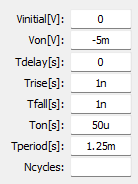 Vinitial[V]: 0
Von[V]: -5m
Tdelay[s]: 0
Trise[s]: 1n
Tfall[s]: 1n
Ton[s]: 50u
Tperiod[s]: 1.25m
Ncycles: